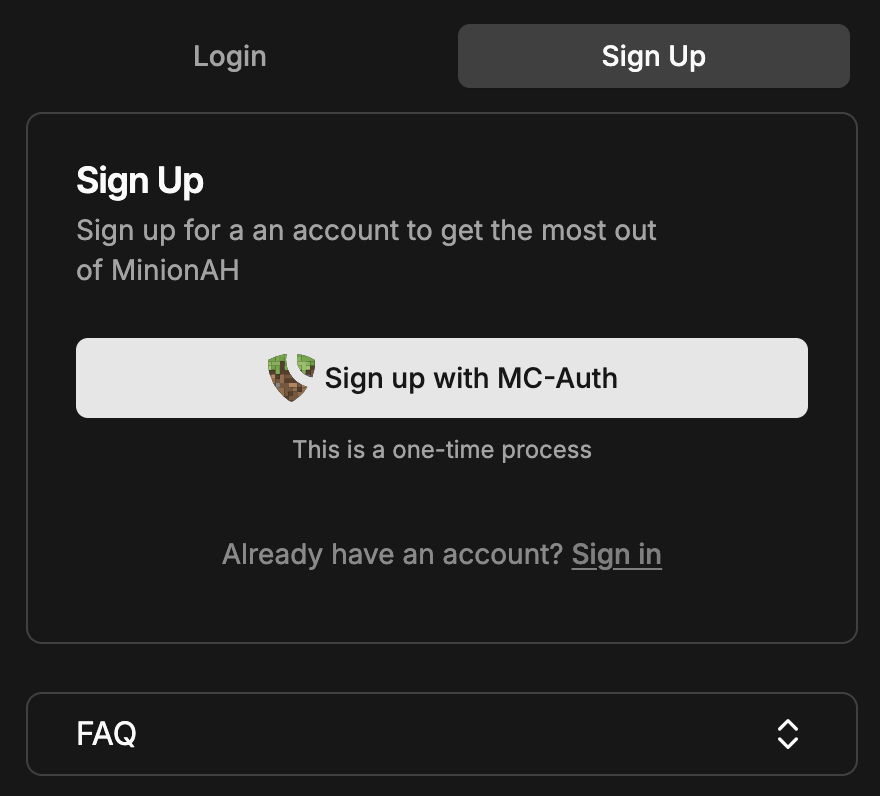 Login
Sign Up
Sign Up
Sign up for a an account to get the most out
of MinionAH
Sign up with MC-Auth
This is a one-time process
Already have an account? Sign in
FAQ